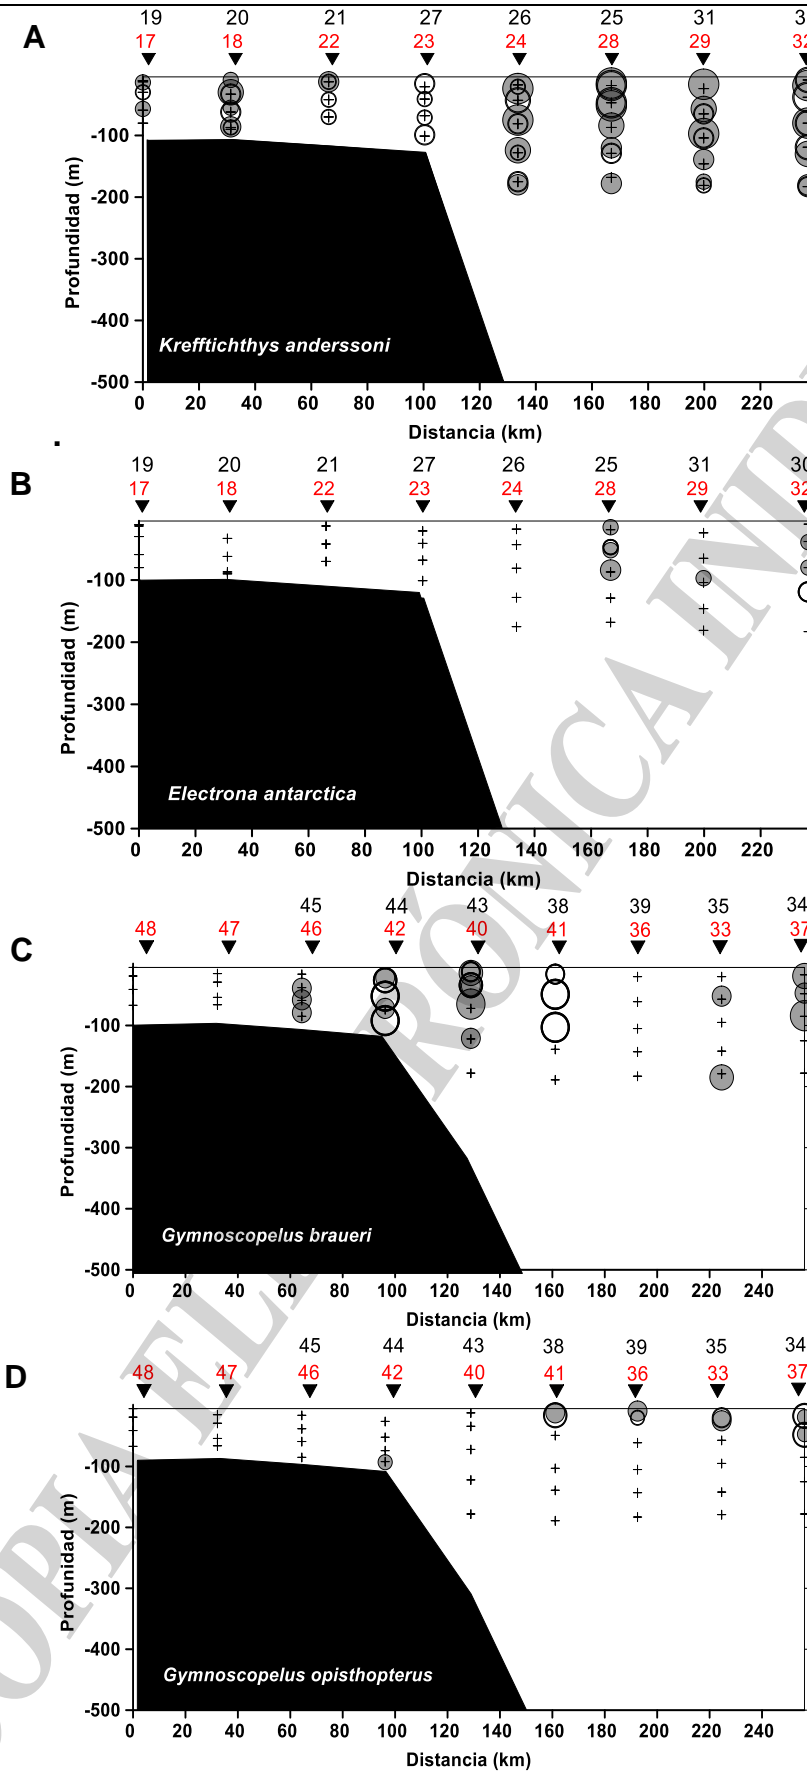 A
19 20 21 27 26 25 31
17 18 22 23 24 28 29 32
-100
-200
-300
-400
-500
Profundidad (m)
Krefftichthys anderssoni
0 20 40 60 80 100 120 140 160 180 200 220
Distancia (km)
.
B
19 20 21 27 26 25 31 30
17 18 22 23 24 28 29 32
-100
-200
-300
-400
-500
Profundidad (m)
Electrona antarctica
0 20 40 60 80 100 120 140 160 180 200 220
Distancia (km)
C
45 44 43 38 39 35 34
48 47 46 42 40 41 36 33 37
-100
-200
-300
-400
-500
Profundidad (m)
Gymnoscopelus braueri
0 20 40 60 80 100 120 140 160 180 200 220 240
Distancia (km)
D
45 44 43 38 39 35 34
48 47 46 42 40 41 36 33 37
-100
-200
-300
-400
-500
Profunidad (m)
Gymnoscopelus opisthopterus
0 20 40 60 80 100 120 140 160 180 200 220 240
Distancia (km)